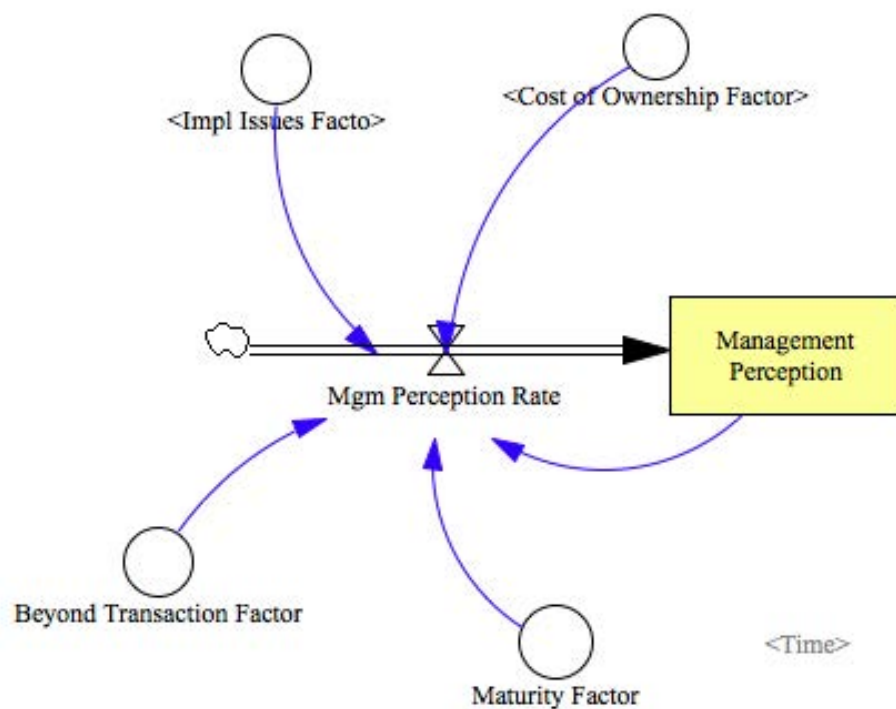 <Impl Issues Facto>
<Cost of Ownership Factor>
Management
Perception
Mgm Perception Rate
Beyond Transaction Factor
Maturity Factor
<Time>